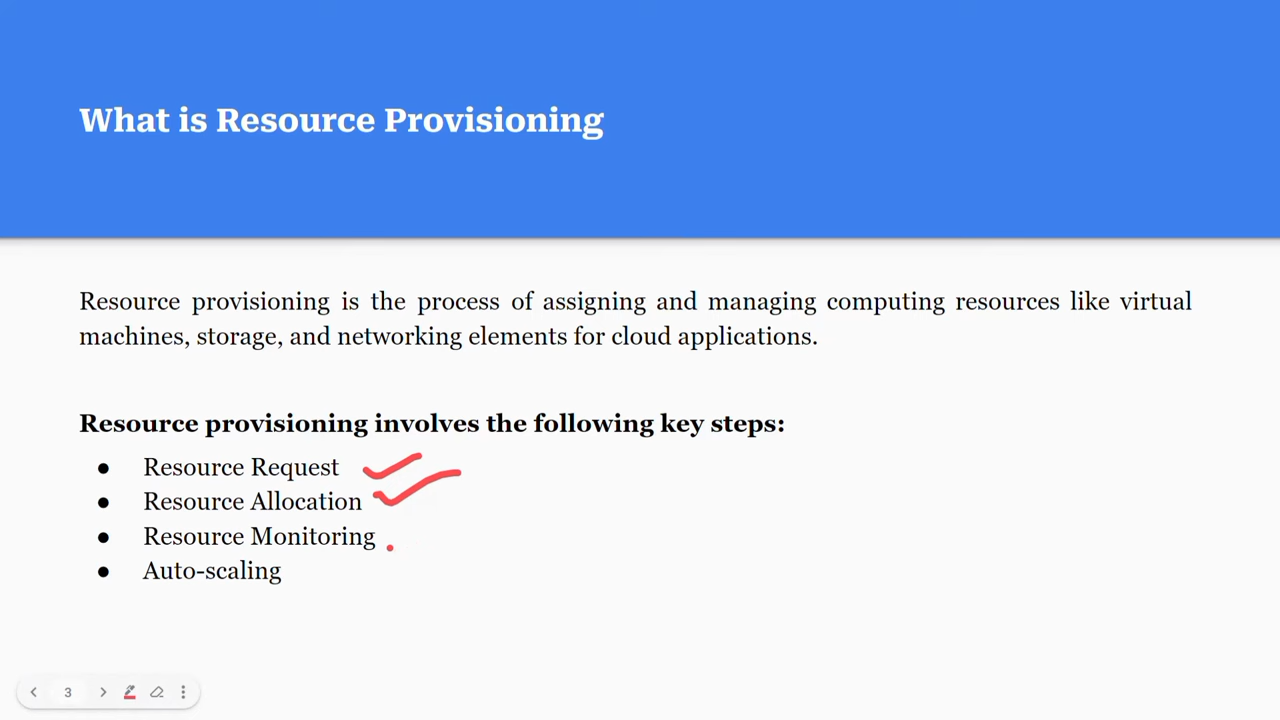 What is Resource Provisioning
Resource provisioning is the process of assigning and managing computing resources like virtual
machines, storage, and networking elements for cloud applications.
Resource provisioning involves the following key steps:
● Resource Request
● Resource Allocation
● Resource Monitoring
● Auto-scaling
3